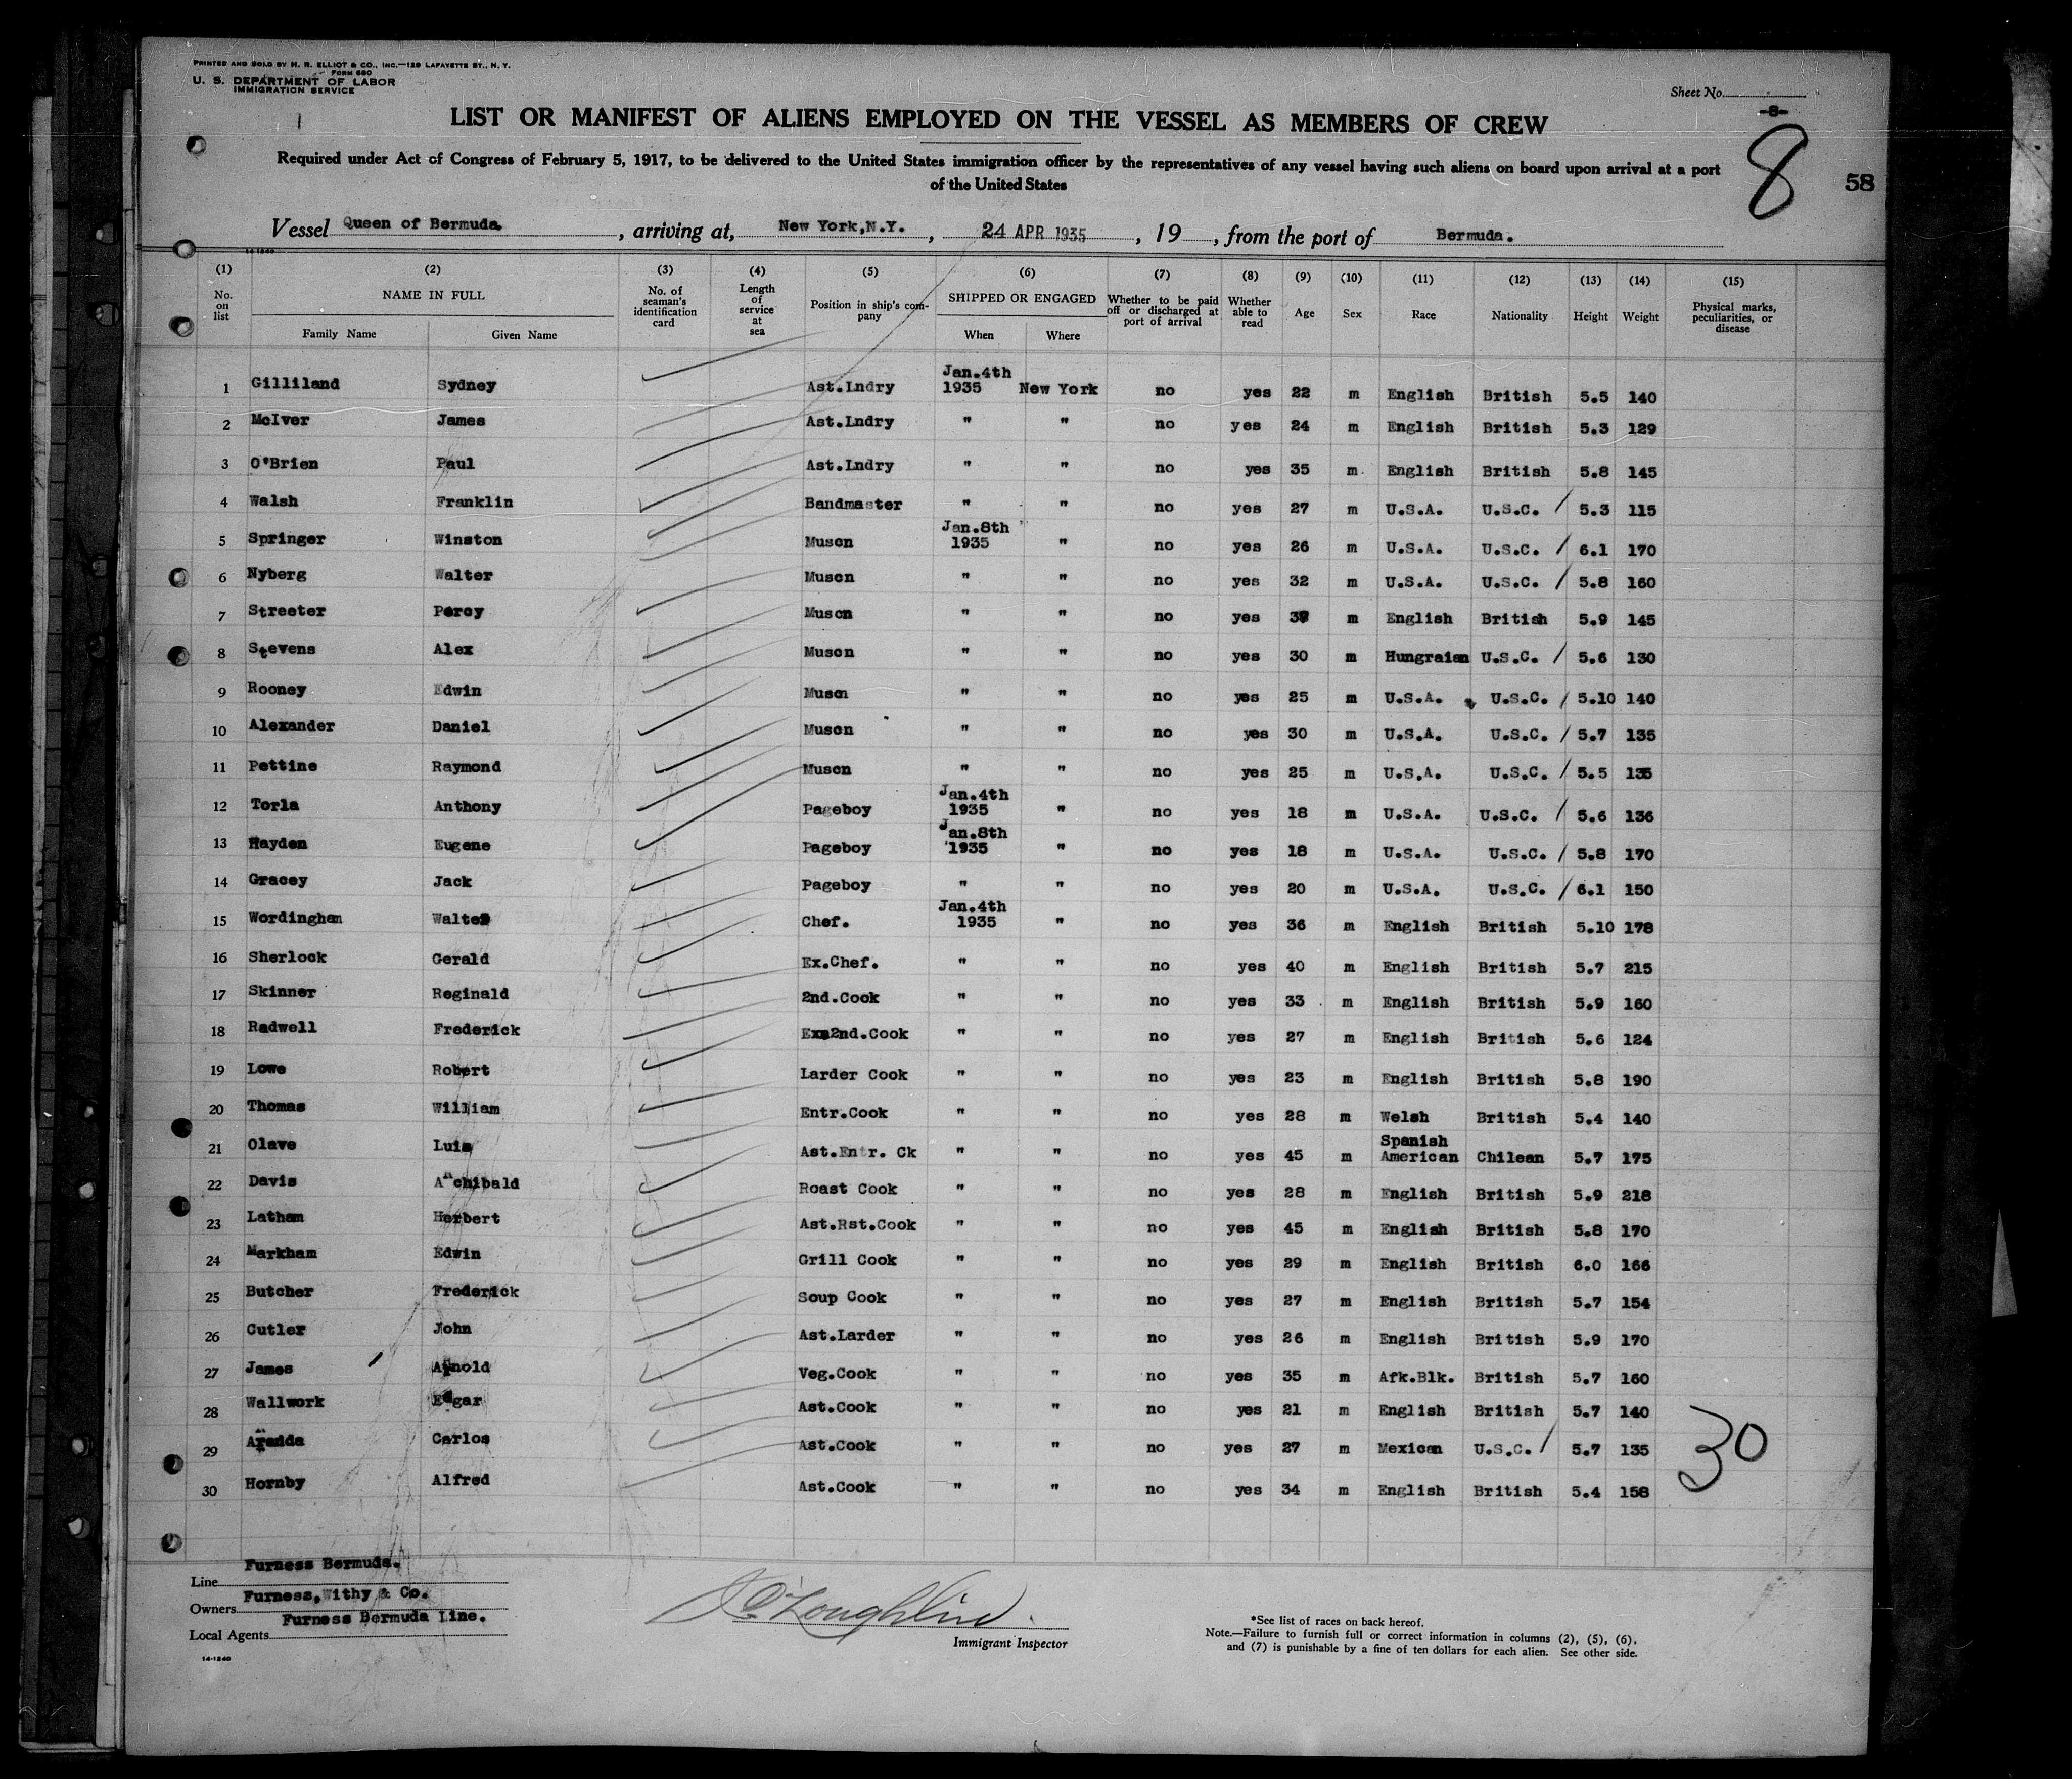 PRINTED AND SOLD BY H. R. ELLIOT & CO., INC.—129 LAFAYETTE ST., N. Y.
FORM 680
U. S. DEPARTMENT OF LABOR
IMMIGRATION SERVICE
Sheet No.
-8-
8
58
LIST OR MANIFEST OF ALIENS EMPLOYED ON THE VESSEL AS MEMBERS OF CREW
Required under Act of Congress of February 5, 1917, to be delivered to the United States immigration officer by the representatives of any vessel having such aliens on board upon arrival at a port
of the United States
Vessel Queen of Bermuda, arriving at, New York,N.Y., 24 APR 1935, 19 , from the port of Bermuda.
14-1240
(1) (2) (3) (4) (5) (6) (7) (8) (9) (10) (11) (12) (13) (14) (15)
No. on list NAME IN FULL Family Name Given Name No. of seaman's identification card Length of service at sea Position in ship's company SHIPPED OR ENGAGED When Where Whether to be paid off or discharged at port of arrival Whether able to read Age Sex Race Nationality Height Weight Physical marks, peculiarities, or disease
1 Gilliland Sydney Ast.Lndry Jan.4th 1935 New York no yes 22 m English British 5.5 140
2 McIver James Ast.Lndry " " no yes 24 m English British 5.3 129
3 O'Brien Paul Ast.Lndry " " no yes 35 m English British 5.8 145
4 Walsh Franklin Bandmaster " " no yes 27 m U.S.A. U.S.C. / 5.3 115
5 Springer Winston Muscn Jan.8th 1935 " no yes 26 m U.S.A. U.S.C. / 6.1 170
6 Nyberg Walter Muscn " " no yes 32 m U.S.A. U.S.C. / 5.8 160
7 Streeter Percy Muscn " " no yes m English British 5.9 145
8 Stevens Alex Muscn " " no yes 30 m Hungraian U.S.C. / 5.6 130
9 Rooney Edwin Muscn " " no yes 25 m U.S.A. U.S.C. / 5.10 140
10 Alexander Daniel Muscn " " no yes 30 m U.S.A. U.S.C. / 5.7 135
11 Pettine Raymond Muscn " " no yes 25 m U.S.A. U.S.C. / 5.5 135
12 Torla Anthony Pageboy Jan.4th 1935 " no yes 18 m U.S.A. U.S.C. / 5.6 136
13 Hayden Eugene Pageboy Jan.8th 1935 " no yes 18 m U.S.A. U.S.C. / 5.8 170
14 Gracey Jack Pageboy " " no yes 20 m U.S.A. U.S.C. / 6.1 150
15 Wordingham Walter Chef. Jan.4th 1935 " no yes 36 m English British 5.10 178
16 Sherlock Gerald Ex.Chef. " " no yes 40 m English British 5.7 215
17 Skinner Reginald 2nd.Cook " " no yes 33 m English British 5.9 160
18 Radwell Frederick Exs2nd.Cook " " no yes 27 m English British 5.6 124
19 Lowe Robert Larder Cook " " no yes 23 m English British 5.8 190
20 Thomas William Entr.Cook " " no yes 28 m Welsh British 5.4 140
21 Olave Luis Ast.Entr. Ck " " no yes 45 m Spanish American Chilean 5.7 175
22 Davis Archibald Roast Cook " " no yes 28 m English British 5.9 218
23 Latham Herbert Ast.Rst.Cook " " no yes 45 m English British 5.8 170
24 Markham Edwin Grill Cook " " no yes 29 m English British 6.0 166
25 Butcher Frederick Soup Cook " " no yes 27 m English British 5.7 154
26 Cutler John Ast.Larder " " no yes 26 m English British 5.9 170
27 James Arnold Veg.Cook " " no yes 35 m Afk.Blk. British 5.7 160
28 Wallwork Edgar Ast.Cook " " no yes 21 m English British 5.7 140
29 Carlos Ast.Cook " " no yes 27 m Mexican U.S.C. / 5.7 135
30 Hornby Alfred Ast.Cook " " no yes 34 m English British 5.4 158
30
Line Furness Bermuda.
Owners Furness,Withy & Co.
Local Agents Furness Bermuda Line.
14-1240
O'Loughlin
Immigrant Inspector
*See list of races on back hereof.
Note.—Failure to furnish full or correct information in columns (2), (5), (6),
and (7) is punishable by a fine of ten dollars for each alien. See other side.